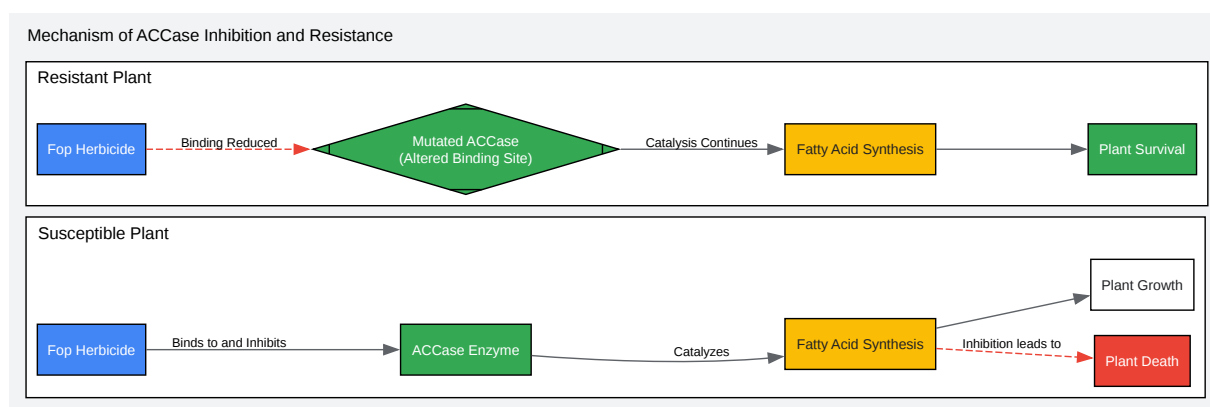 Mechanism of ACCase Inhibition and Resistance
Resistant Plant
Fop Herbicide
Binding Reduced
Mutated ACCase
(Altered Binding Site)
Catalysis Continues
Fatty Acid Synthesis
Plant Survival
Susceptible Plant
Fop Herbicide
Binds to and Inhibits
ACCase Enzyme
Catalyzes
Fatty Acid Synthesis
Plant Growth
Inhibition leads to
Plant Death